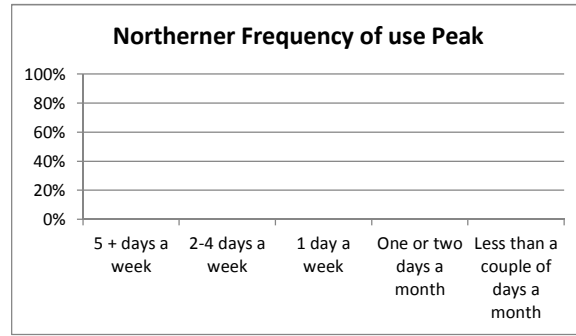 Northerner Frequency of use Peak
100%
80%
60%
40%
20%
0%
5 + days a week
2-4 days a week
1 day a week
One or two days a month
Less than a couple of days a month